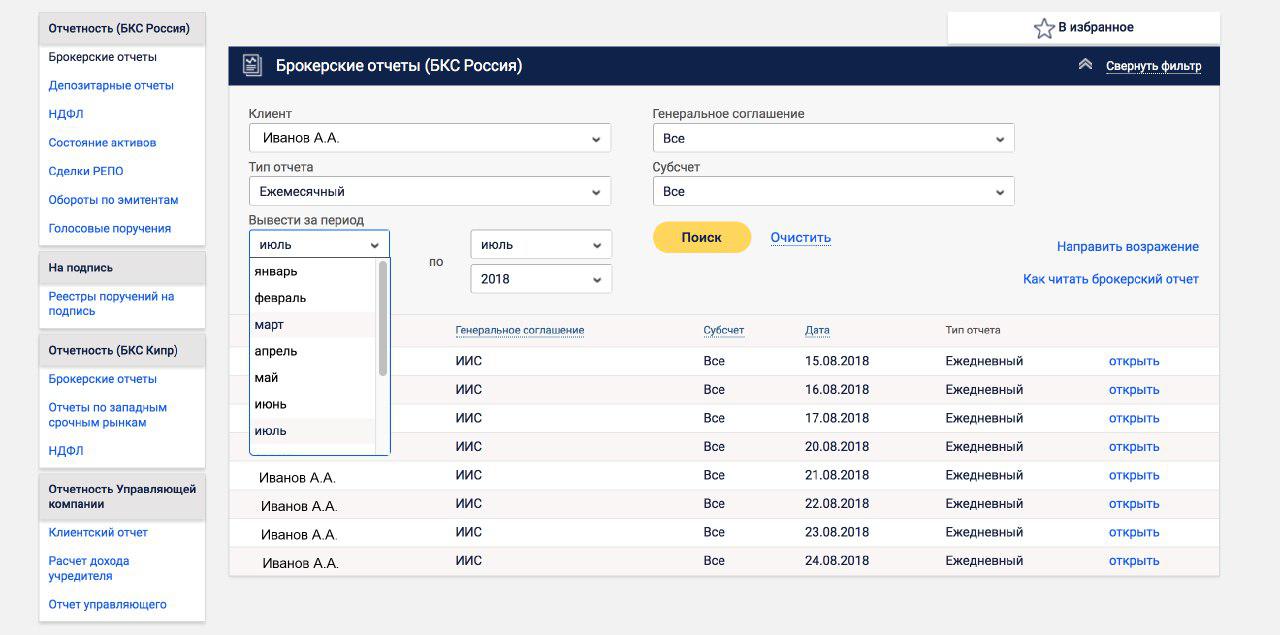 Отчетность (БКС Россия)
Брокерские отчеты
Депозитарные отчеты
НДФЛ
Состояние активов
Сделки РЕПО
Обороты по эмитентам
Голосовые поручения
На подпись
Реестры поручений на
подпись
Отчетность (БКС Кипр)
Брокерские отчеты
Отчеты по западным
срочным рынкам
НДФЛ
Отчетность Управляющей
компании
Клиентский отчет
Расчет дохода
учредителя
Отчет управляющего
В избранное
Брокерские отчеты (БКС Россия)
Свернуть фильтр
Клиент
Генеральное соглашение
Иванов А.А.
Все
Тип отчета
Субсчет
Ежемесячный
Все
Вывести за период
июль
по
июль
2018
Поиск
Очистить
Направить возражение
Как читать брокерский отчет
январь
февраль
март
апрель
май
июнь
июль
Генеральное соглашение Субсчет Дата Тип отчета
ИИС Все 15.08.2018 Ежедневный открыть
ИИС Все 16.08.2018 Ежедневный открыть
ИИС Все 17.08.2018 Ежедневный открыть
ИИС Все 20.08.2018 Ежедневный открыть
Иванов А.А. ИИС Все 21.08.2018 Ежедневный открыть
Иванов А.А. ИИС Все 22.08.2018 Ежедневный открыть
Иванов А.А. ИИС Все 23.08.2018 Ежедневный открыть
Иванов А.А. ИИС Все 24.08.2018 Ежедневный открыть